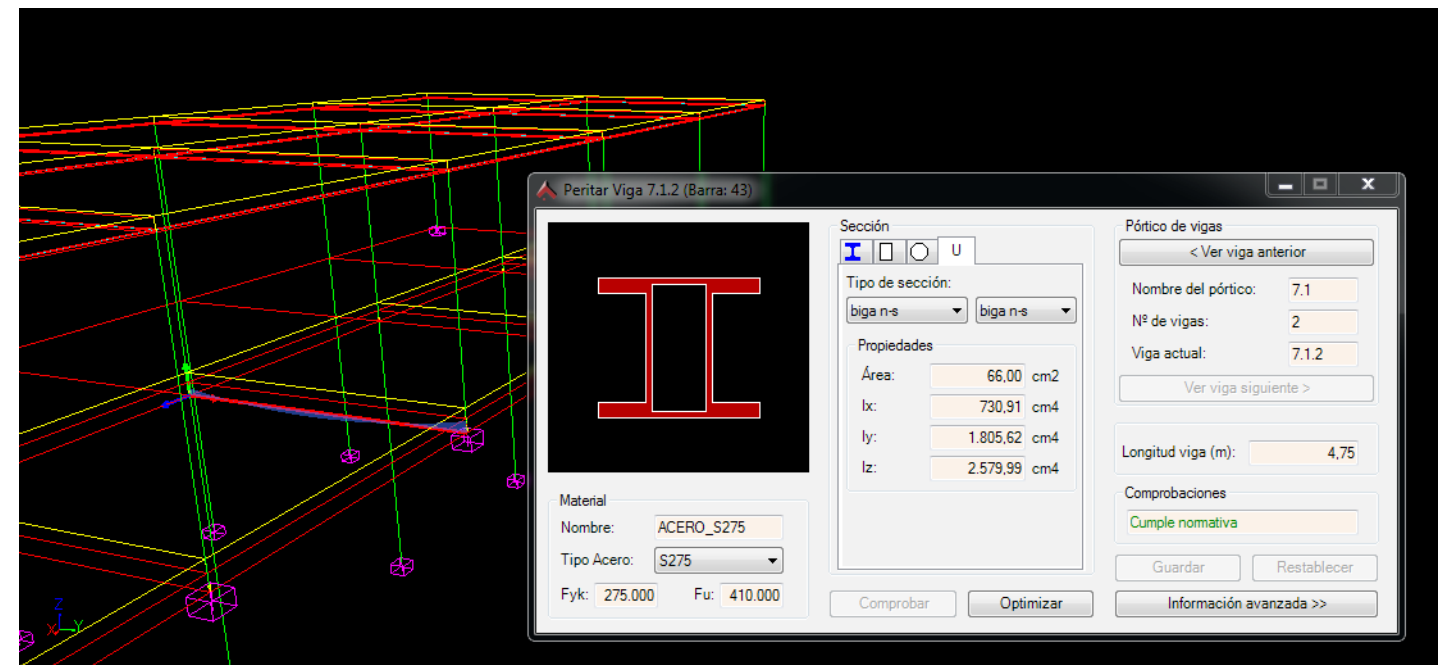 Peritar Viga 7.1.2 (Barra: 43)
Sección
U
Tipo de sección:
biga n-s biga n-s
Propiedades
Área: 66,00 cm2
Ix: 730,91 cm4
Iy: 1.805,62 cm4
Iz: 2.579,99 cm4
Material
Nombre: ACERO_S275
Tipo Acero: S275
Fyk: 275.000 Fu: 410.000
Comprobar Optimizar
Pórtico de vigas
< Ver viga anterior
Nombre del pórtico: 7.1
Nº de vigas: 2
Viga actual: 7.1.2
Ver viga siguiente >
Longitud viga (m): 4,75
Comprobaciones
Cumple normativa
Guardar Restablecer
Información avanzada >>
Z
X Y